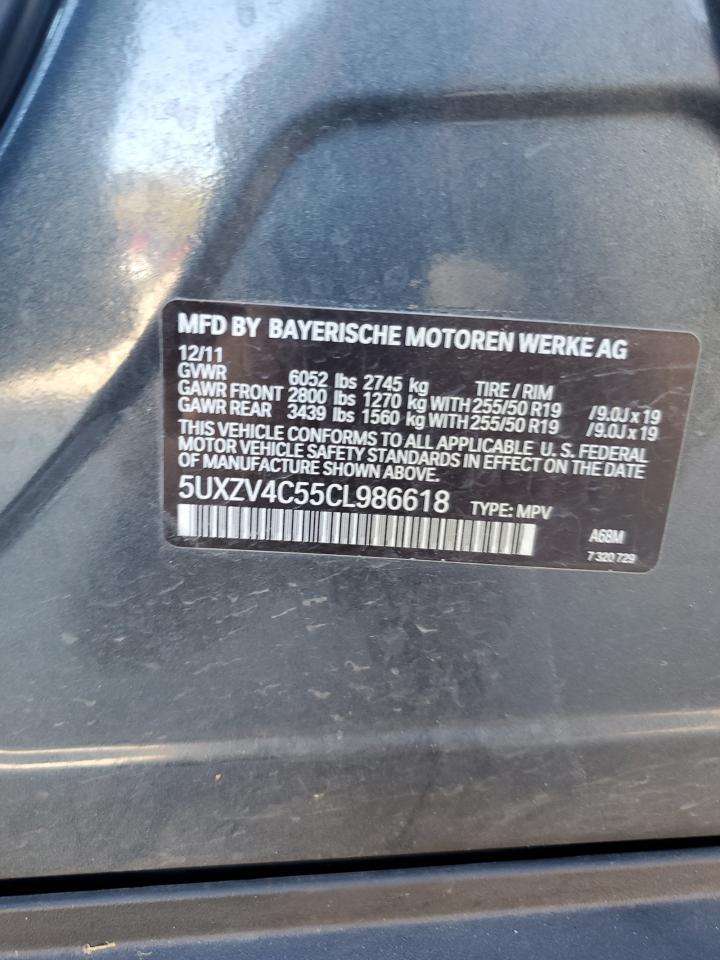 MFD BY BAYERISCHE MOTOREN WERKE AG
12/11
GVWR 6052 lbs 2745 kg TIRE / RIM
GAWR FRONT 2800 lbs 1270 kg WITH 255/50 R19 /9.0J x 19
GAWR REAR 3439 lbs 1560 kg WITH 255/50 R19 /9.0J x 19
THIS VEHICLE CONFORMS TO ALL APPLICABLE U. S. FEDERAL
MOTOR VEHICLE SAFETY STANDARDS IN EFFECT ON THE DATE
OF MANUFACTURE SHOWN ABOVE.
5UXZV4C55CL986618 TYPE: MPV
A68M
7 320 729